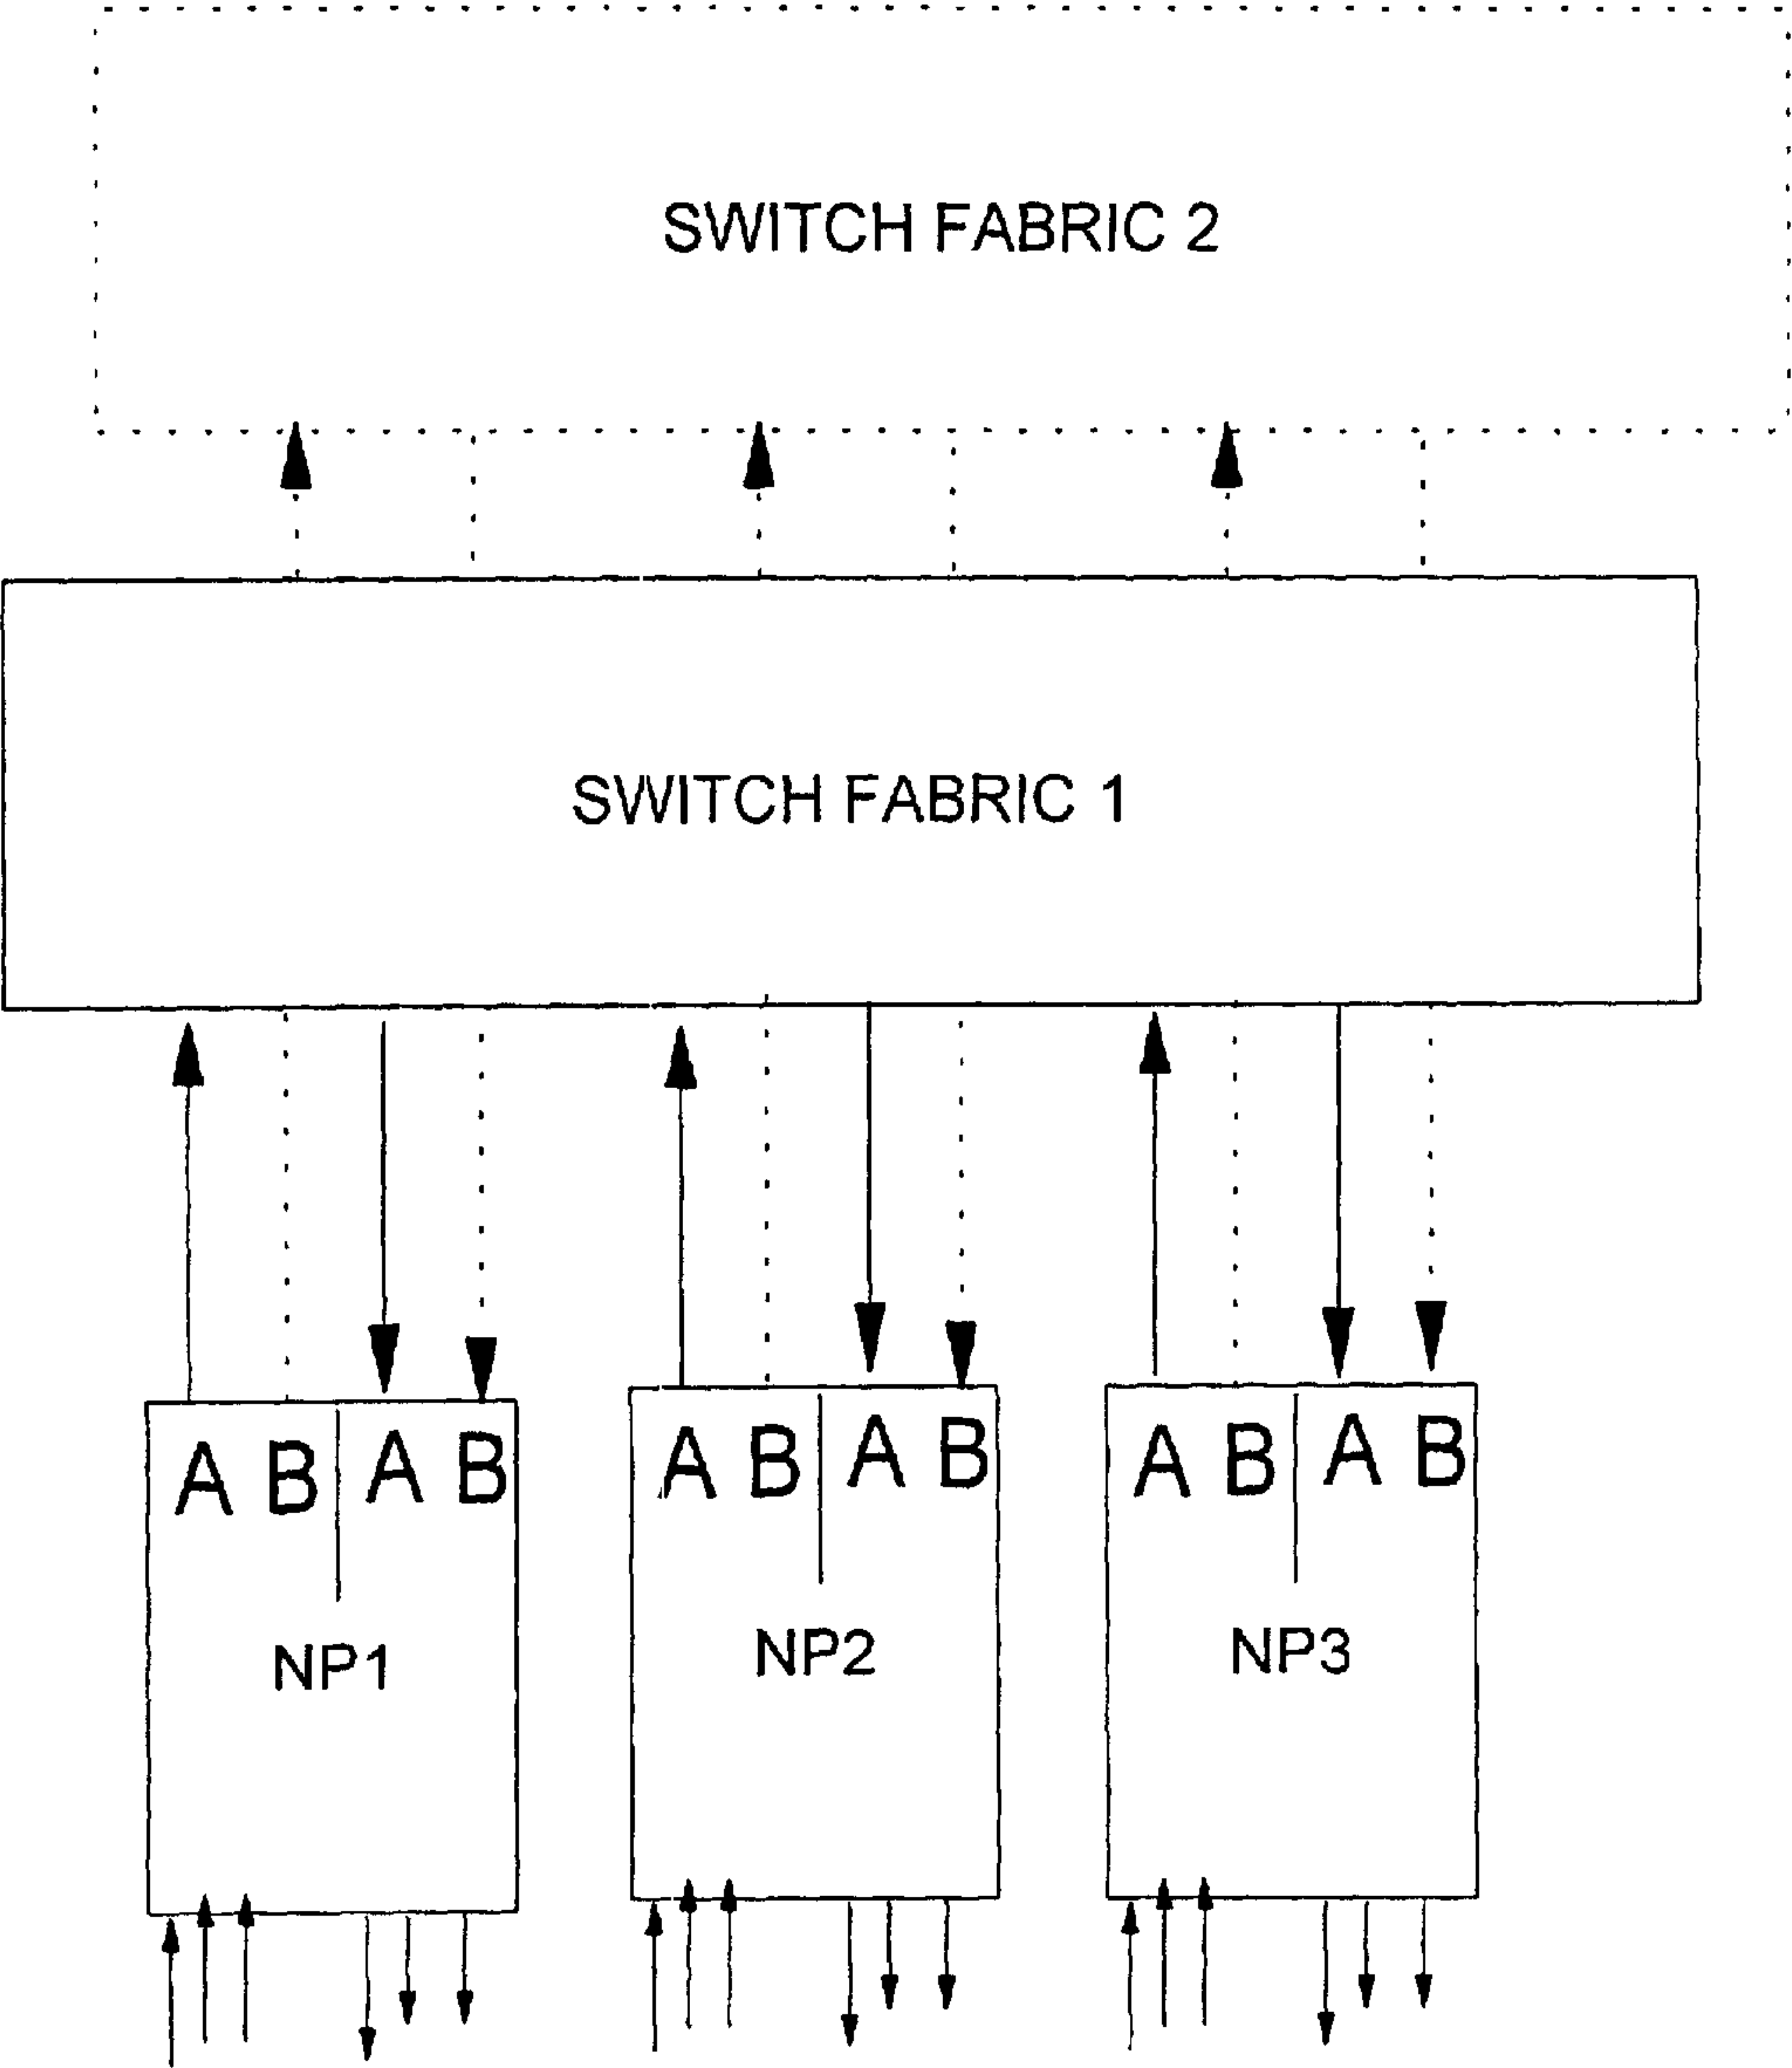 SWITCH FABRIC 2
SWITCH FABRIC 1
A B A B
NP1
A B A B
NP2
A B A B
NP3